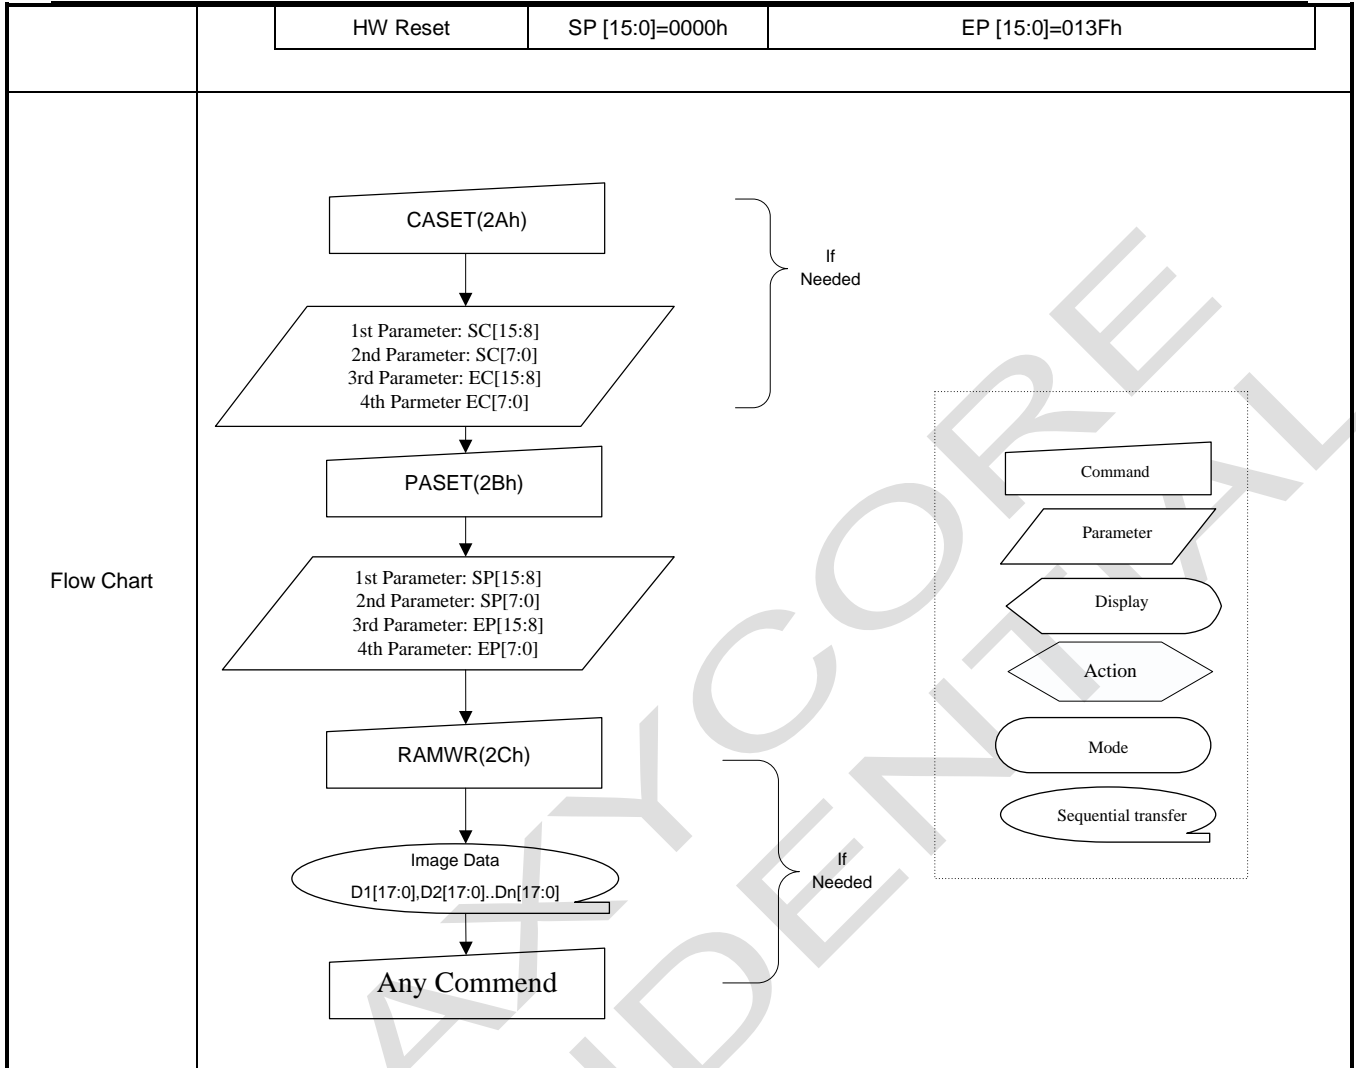 HW Reset SP [15:0]=0000h EP [15:0]=013Fh
Flow Chart
CASET(2Ah)
If
Needed
1st Parameter: SC[15:8]
2nd Parameter: SC[7:0]
3rd Parameter: EC[15:8]
4th Parmeter EC[7:0]
PASET(2Bh)
1st Parameter: SP[15:8]
2nd Parameter: SP[7:0]
3rd Parameter: EP[15:8]
4th Parameter: EP[7:0]
RAMWR(2Ch)
Image Data
D1[17:0],D2[17:0]..Dn[17:0]
If
Needed
Any Commend
Command
Parameter
Display
Action
Mode
Sequential transfer
AXYCORE
NDENTIAL